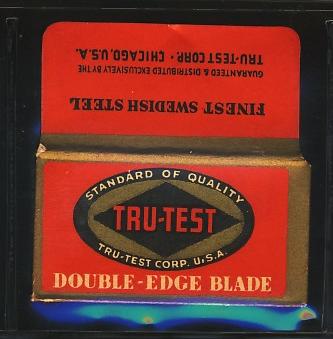 FINEST SWEDISH STEEL
GUARANTEED & DISTRIBUTED EXCLUSIVELY BY THE
TRU-TEST CORP. · CHICAGO, U.S.A.
STANDARD OF QUALITY
TRU-TEST
TRU-TEST CORP. U.S.A.
DOUBLE-EDGE BLADE